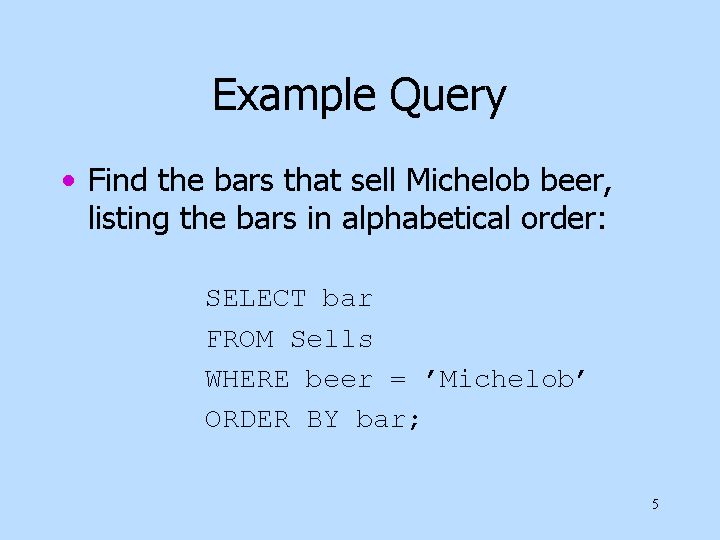 Example Query
• Find the bars that sell Michelob beer,
listing the bars in alphabetical order:
SELECT bar
FROM Sells
WHERE beer = ’Michelob’
ORDER BY bar;
5